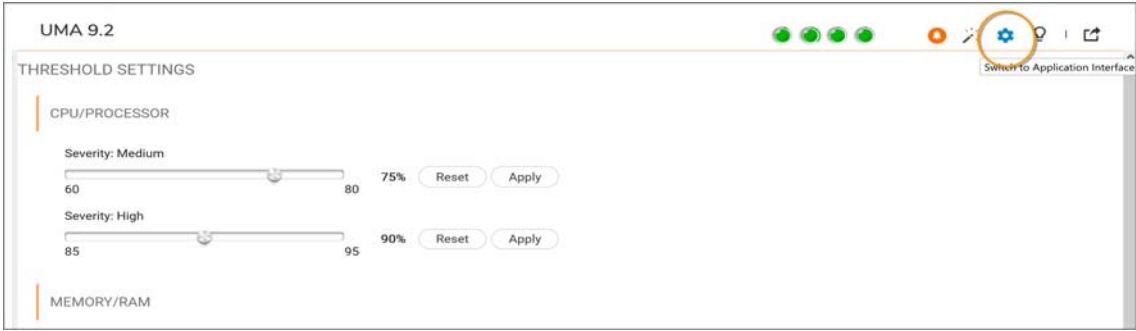 UMA 9.2
Switch to Application Interface
THRESHOLD SETTINGS
CPU/PROCESSOR
Severity: Medium
60 80 75% Reset Apply
Severity: High
85 95 90% Reset Apply
MEMORY/RAM